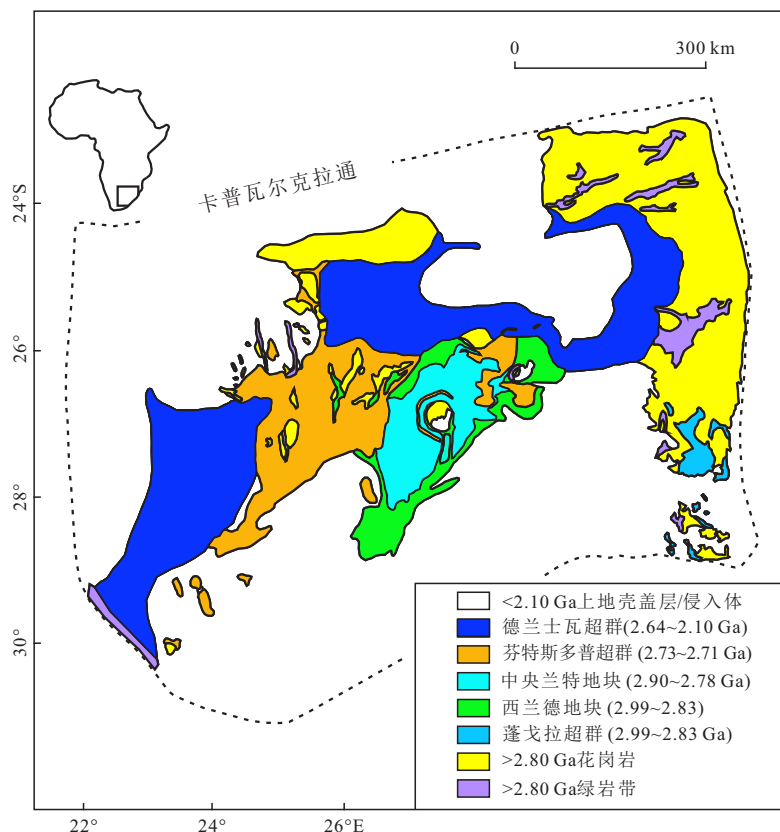 0 300 km
卡普瓦尔克拉通
24°S
26°
28°
30°
<2.10 Ga上地壳盖层/侵入体
德兰士瓦超群(2.64~2.10 Ga)
芬特斯多普超群(2.73~2.71 Ga)
中央兰特地块 (2.90~2.78 Ga)
西兰德地块 (2.99~2.83)
蓬戈拉超群 (2.99~2.83 Ga)
>2.80 Ga花岗岩
>2.80 Ga绿岩带
22° 24° 26°E